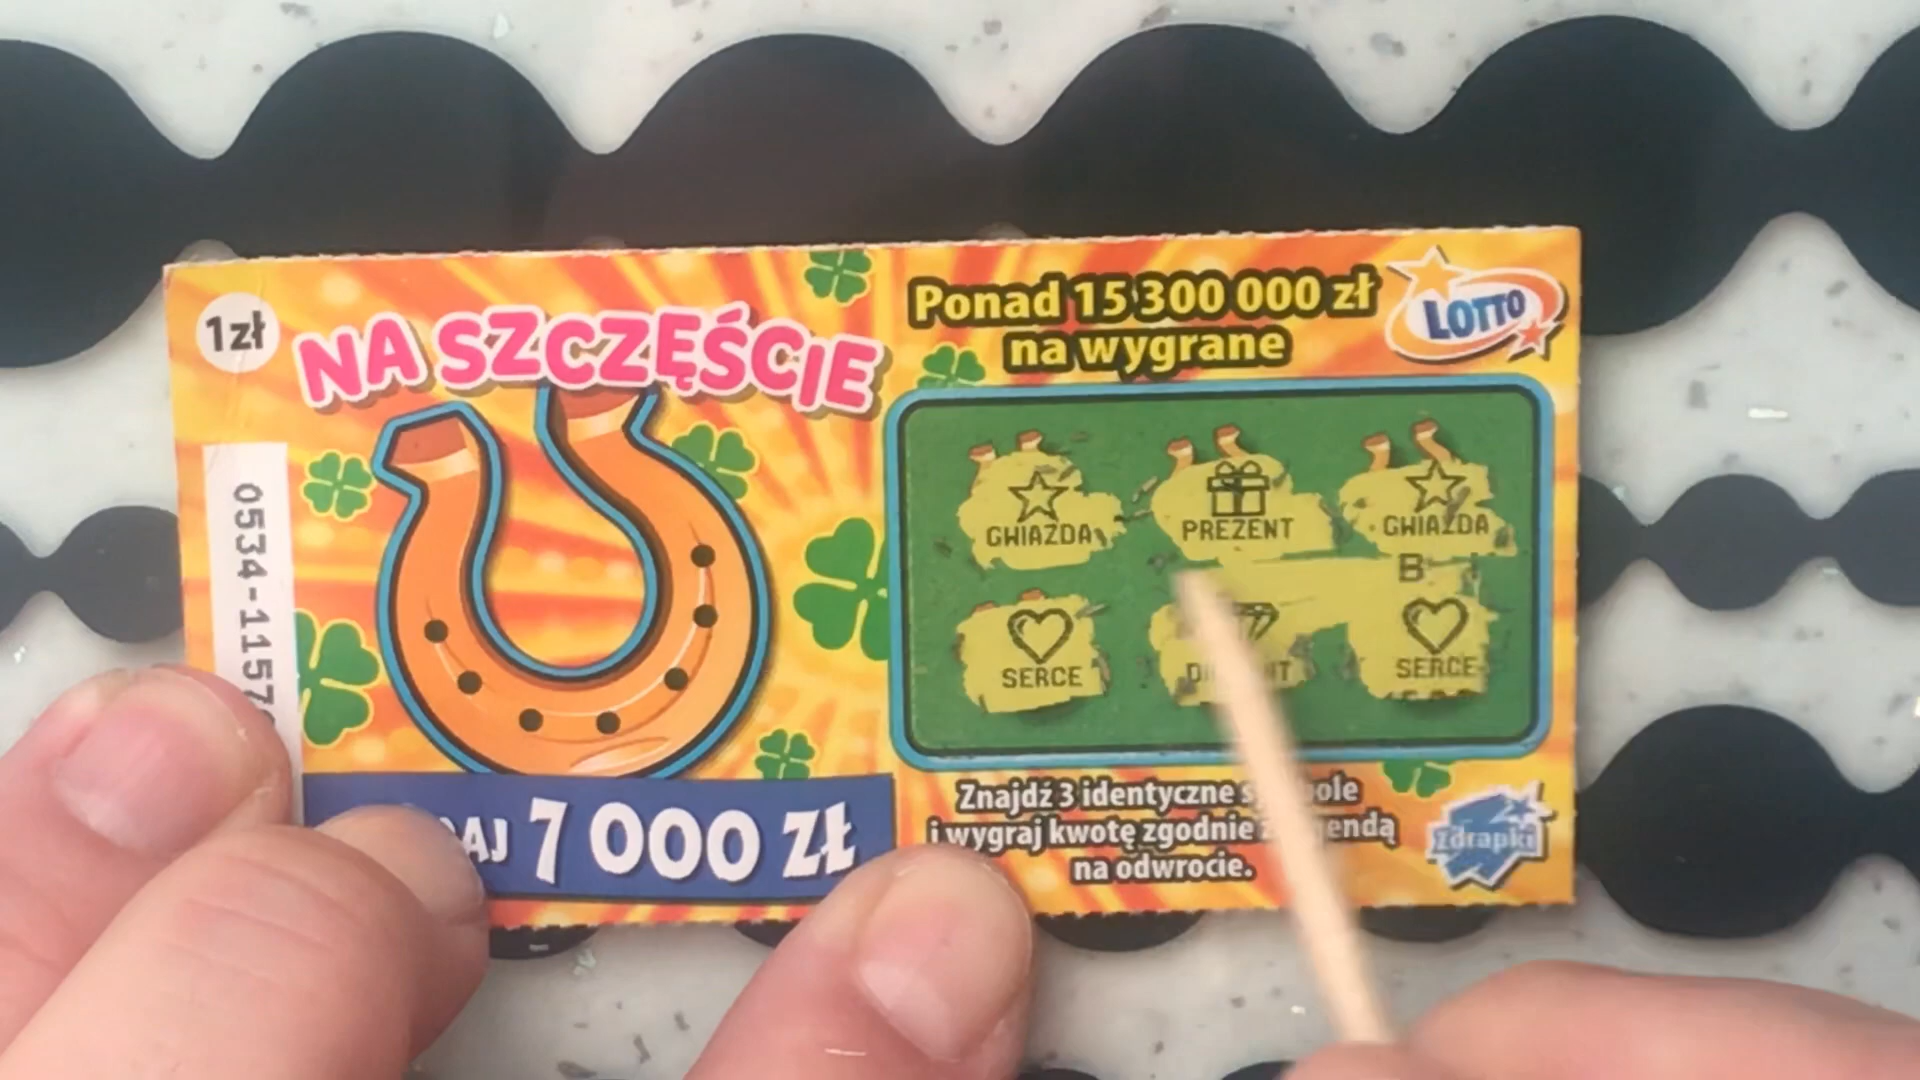 1zł
NA SZCZĘŚCIE
Ponad 15 300 000 zł
na wygrane
LOTTO
GWIAZDA
PREZENT
GWIAZDA
B
SERCE
SERCE
7 000 ZŁ
Znajdź 3 identyczne
i wygraj kwotę zgodnie
na odwrocie.
Zdrapki